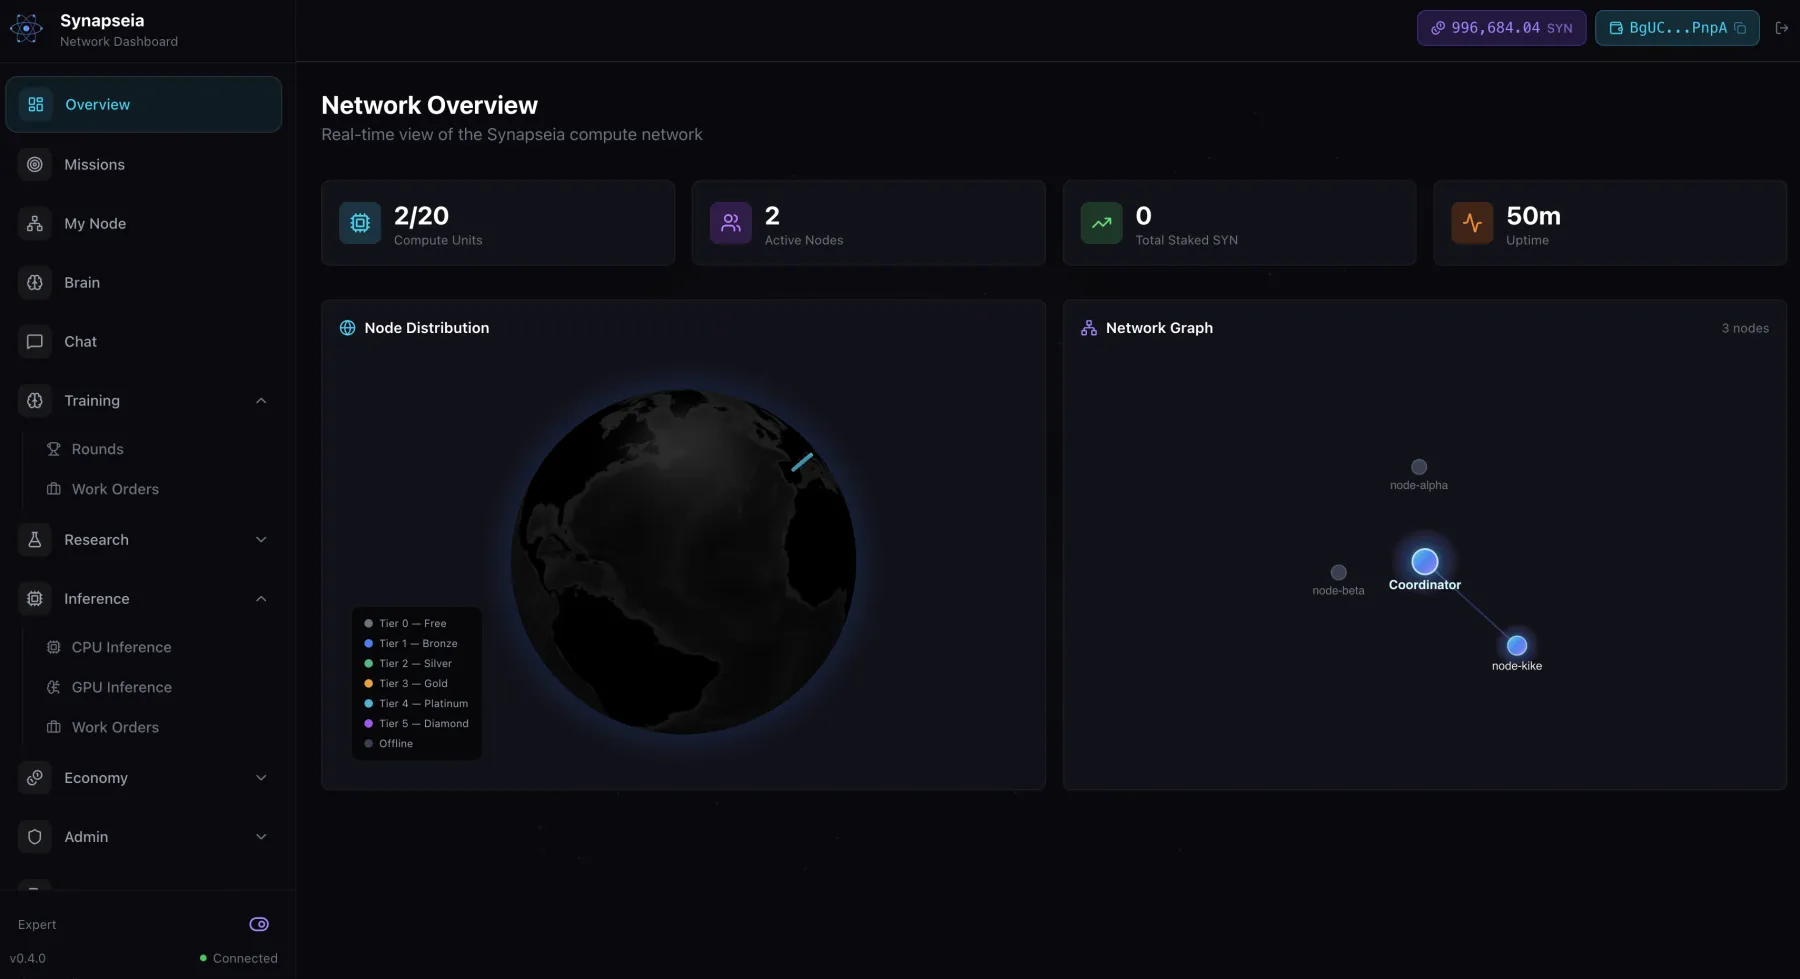 Synapseia
Network Dashboard
996,684.04 SYN
BgUC...PnpA
Overview
Missions
My Node
Brain
Chat
Training
Rounds
Work Orders
Research
Inference
CPU Inference
GPU Inference
Work Orders
Economy
Admin
Expert
v0.4.0
Connected
Network Overview
Real-time view of the Synapseia compute network
2/20
Compute Units
2
Active Nodes
0
Total Staked SYN
50m
Uptime
Node Distribution
Tier 0 — Free
Tier 1 — Bronze
Tier 2 — Silver
Tier 3 — Gold
Tier 4 — Platinum
Tier 5 — Diamond
Offline
Network Graph
3 nodes
node-alpha
Coordinator
node-beta
node-kike